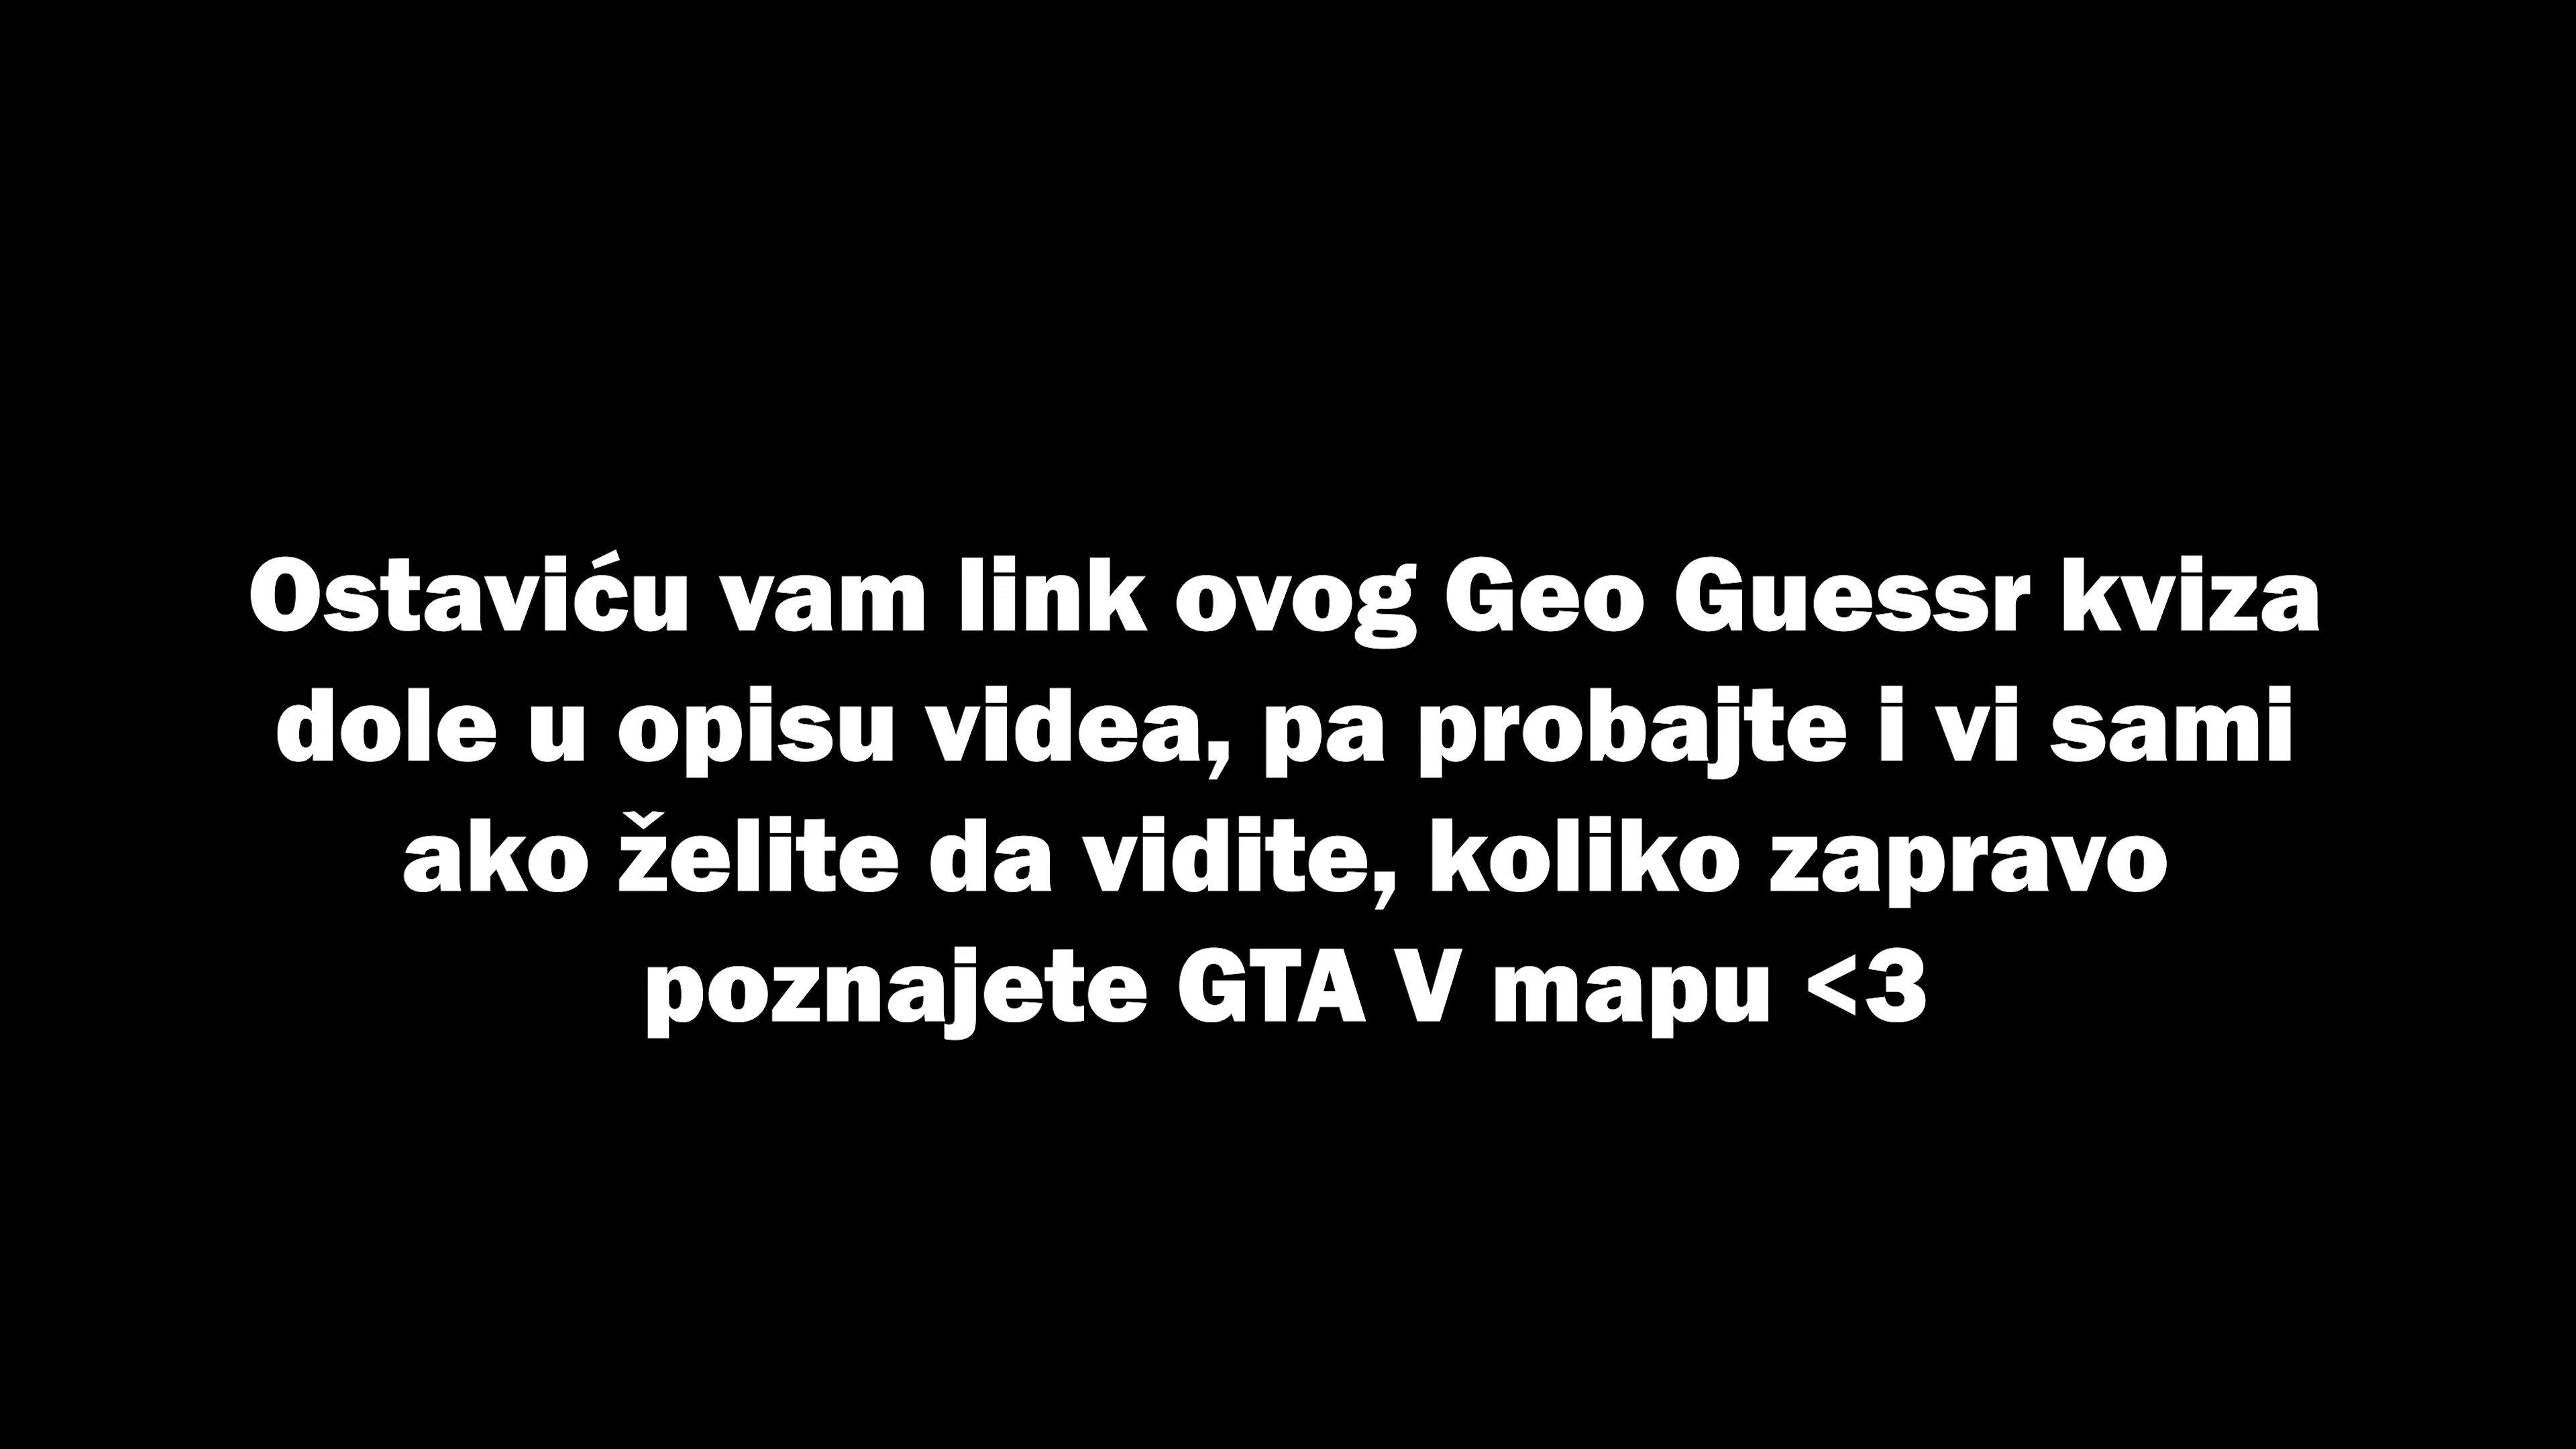 Ostaviću vam link ovog Geo Guessr kviza
dole u opisu videa, pa probajte i vi sami
ako želite da vidite, koliko zapravo
poznajete GTA V mapu <3